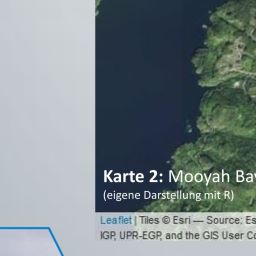 Karte 2: Mooyah Bay
(eigene Darstellung mit R)
Leaflet | Tiles © Esri — Source: Es
IGP, UPR-EGP, and the GIS User Co